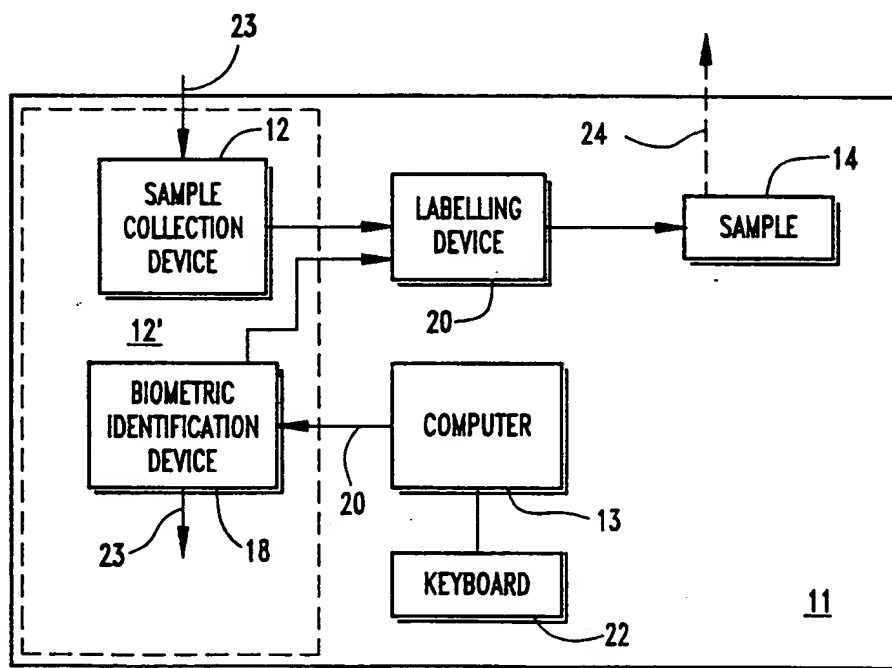 23
12
SAMPLE
COLLECTION
DEVICE
LABELLING
DEVICE
20
24
14
SAMPLE
12'
BIOMETRIC
IDENTIFICATION
DEVICE
20
COMPUTER
13
23
18
KEYBOARD
22
11